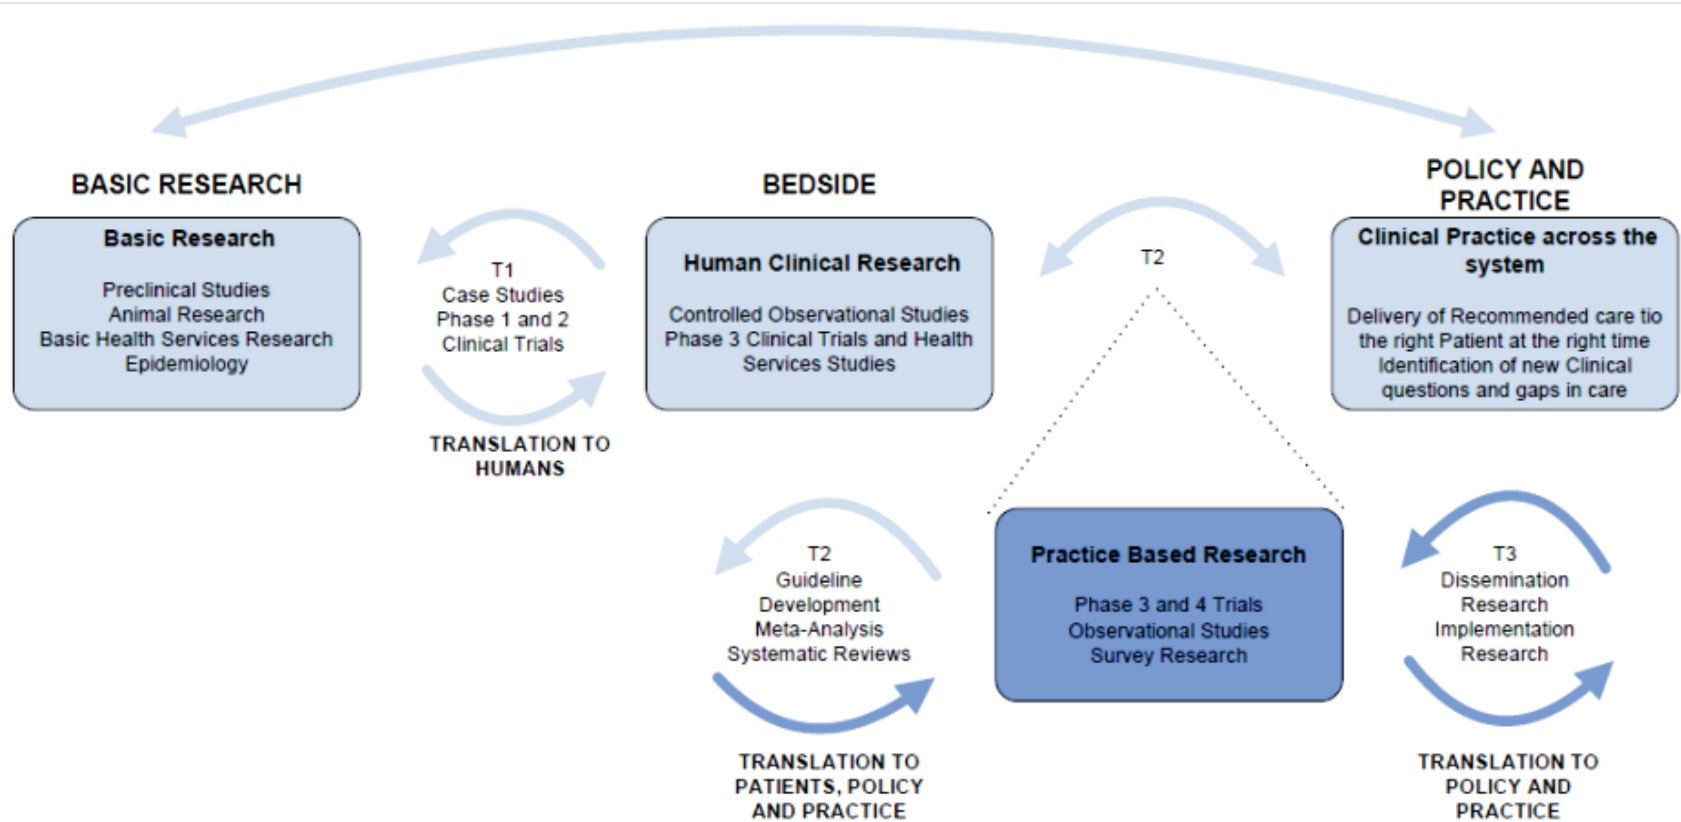 BASIC RESEARCH
Basic Research
Preclinical Studies
Animal Research
Basic Health Services Research
Epidemiology
T1
Case Studies
Phase 1 and 2
Clinical Trials
TRANSLATION TO
HUMANS
BEDSIDE
Human Clinical Research
Controlled Observational Studies
Phase 3 Clinical Trials and Health
Services Studies
T2
POLICY AND
PRACTICE
Clinical Practice across the
system
Delivery of Recommended care tio
the right Patient at the right time
Identification of new Clinical
questions and gaps in care
T2
Guideline
Development
Meta-Analysis
Systematic Reviews
TRANSLATION TO
PATIENTS, POLICY
AND PRACTICE
Practice Based Research
Phase 3 and 4 Trials
Observational Studies
Survey Research
T3
Dissemination
Research
Implementation
Research
TRANSLATION TO
POLICY AND
PRACTICE